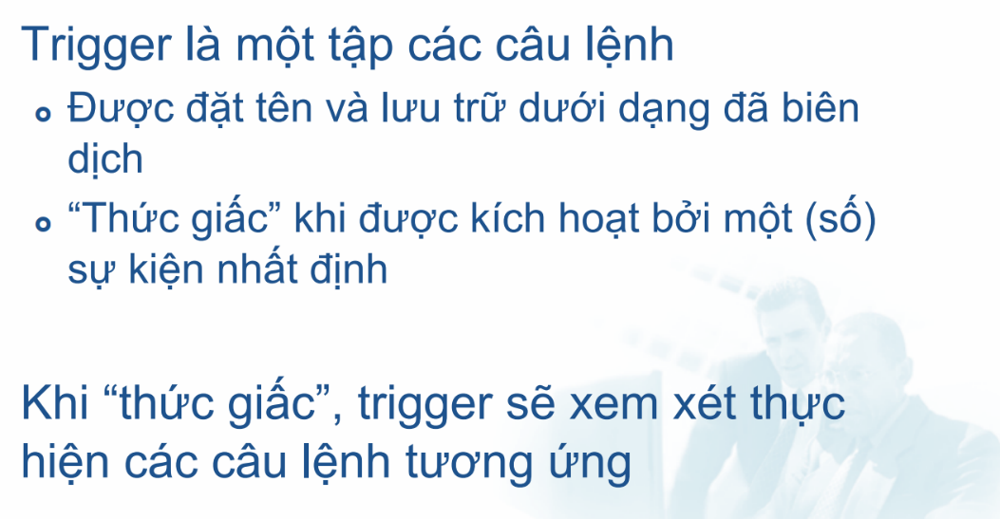 Trigger là một tập các câu lệnh
Được đặt tên và lưu trữ dưới dạng đã biên
dịch
“Thức giấc” khi được kích hoạt bởi một (số)
sự kiện nhất định
Khi “thức giấc”, trigger sẽ xem xét thực
hiện các câu lệnh tương ứng